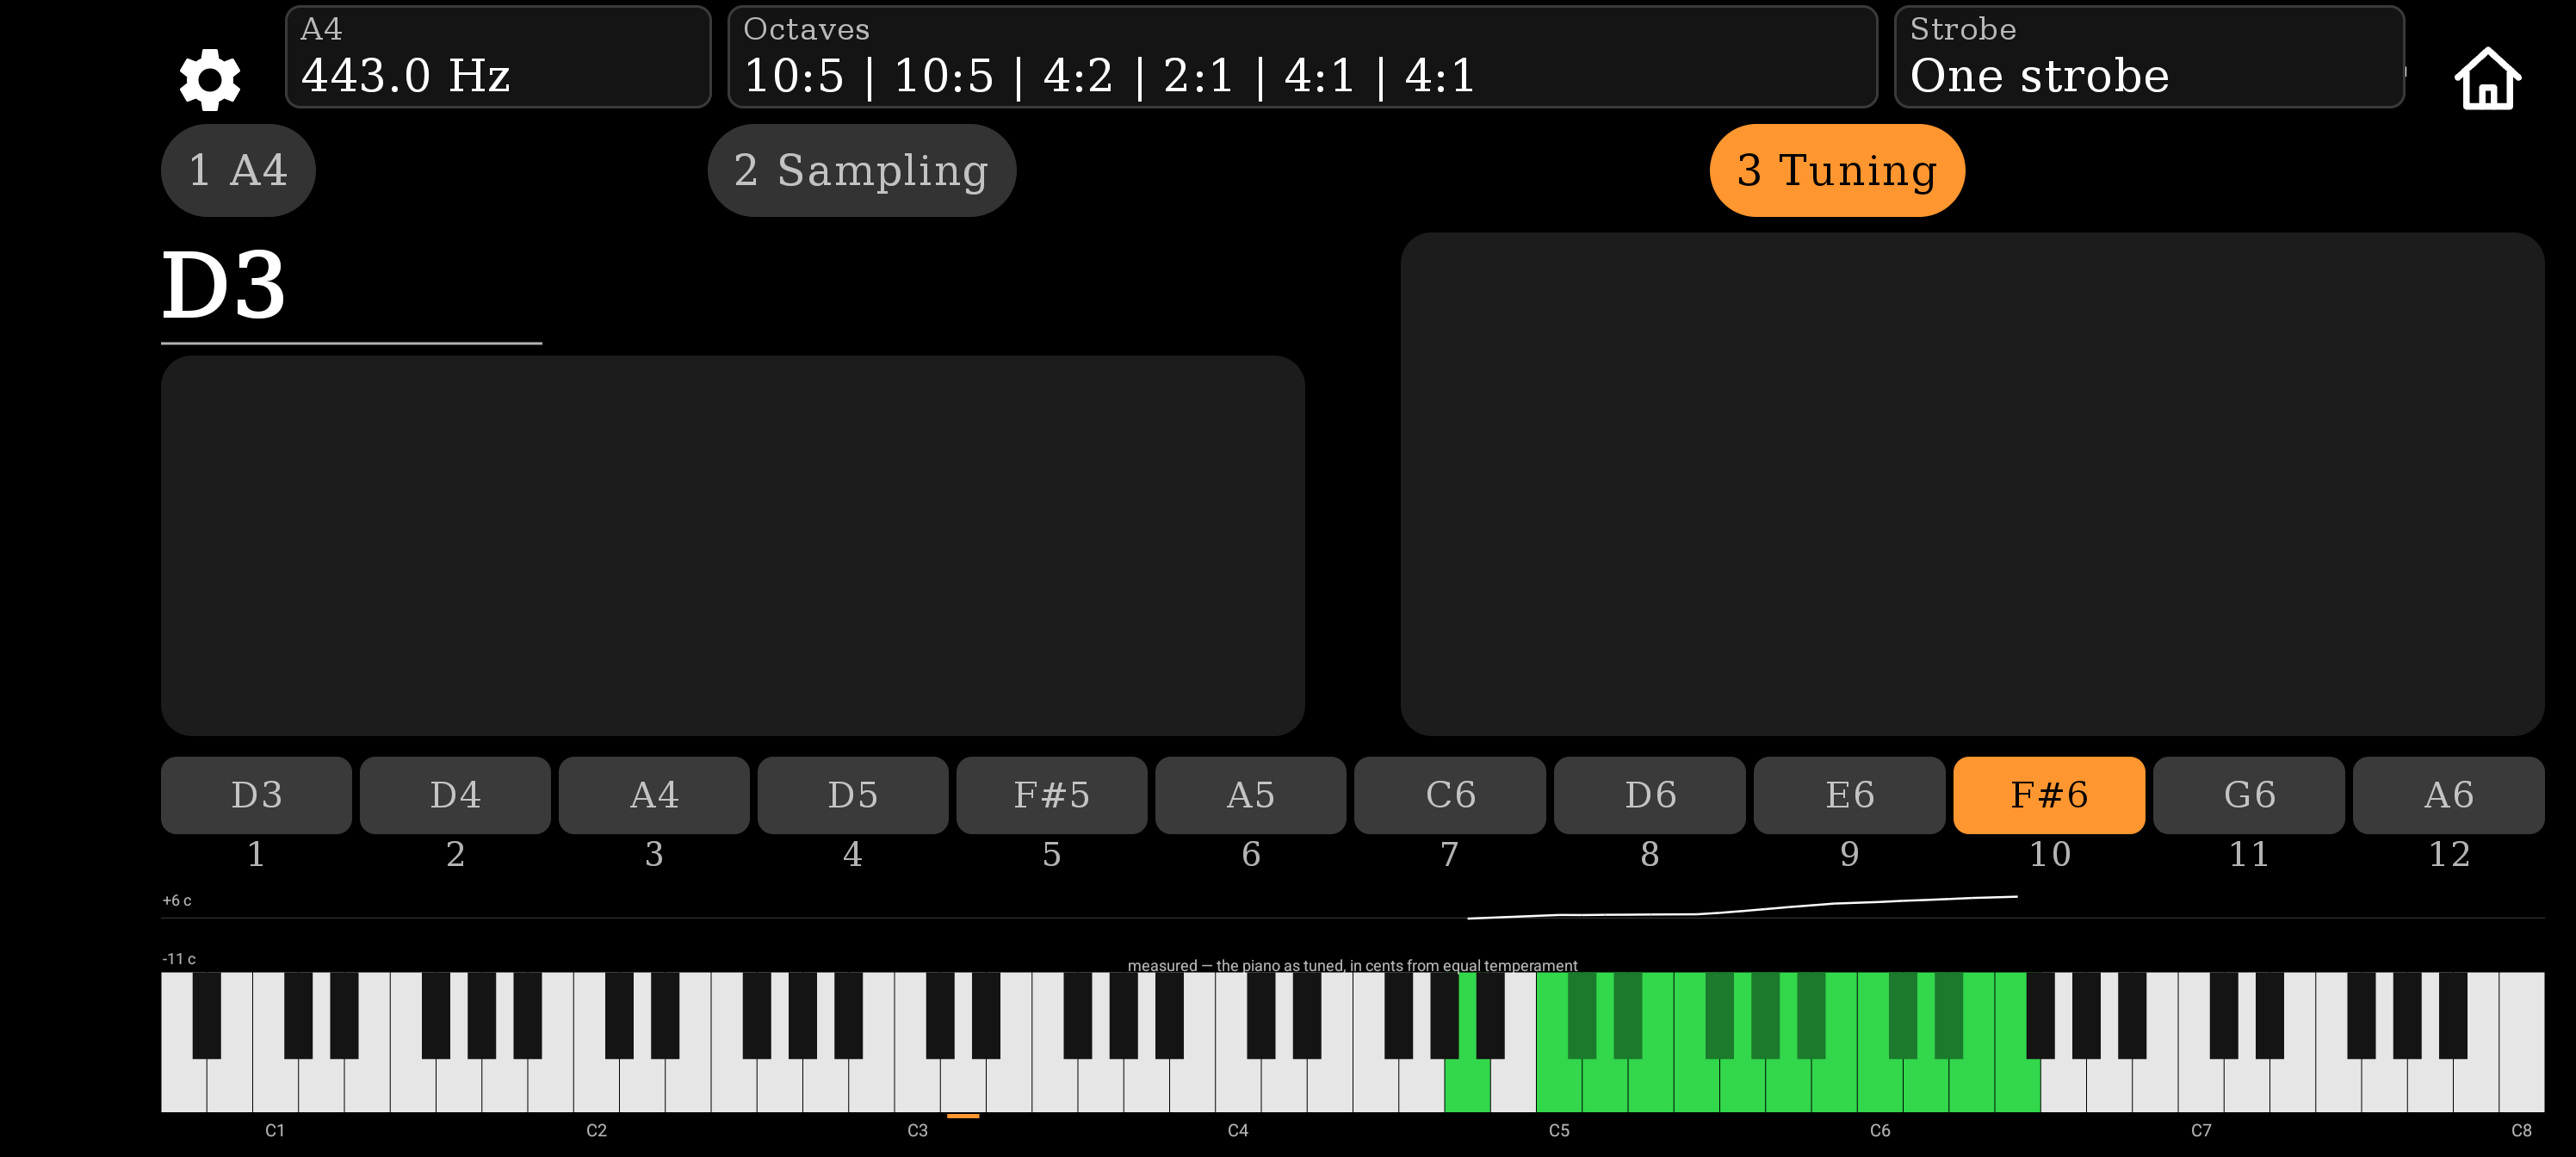 A4
443.0 Hz
Octaves
10:5 | 10:5 | 4:2 | 2:1 | 4:1 | 4:1
Strobe
One strobe
1 A4
2 Sampling
3 Tuning
D3
D3 D4 A4 D5 F#5 A5 C6 D6 E6 F#6 G6 A6
1 2 3 4 5 6 7 8 9 10 11 12
+6 c
-11 c
measured — the piano as tuned, in cents from equal temperament
C1 C2 C3 C4 C5 C6 C7 C8